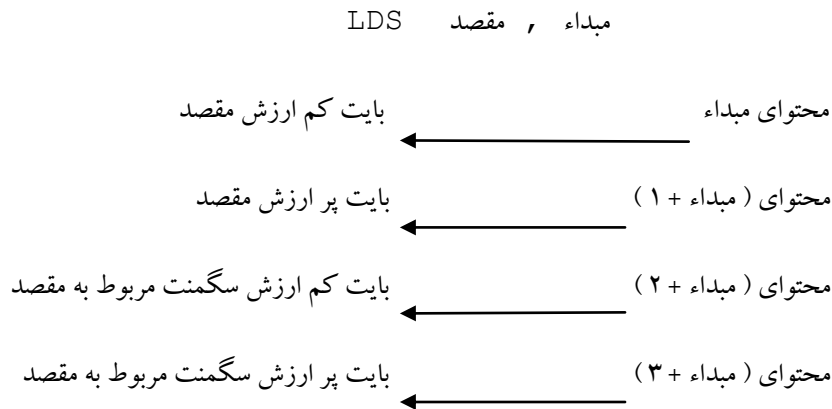 LDS مقصد , مبداء
محتوای مبداء بایت کم ارزش مقصد
محتوای ( مبداء + ۱ ) بایت پر ارزش مقصد
محتوای ( مبداء + ۲ ) بایت کم ارزش سگمنت مربوط به مقصد
محتوای ( مبداء + ۳ ) بایت پر ارزش سگمنت مربوط به مقصد